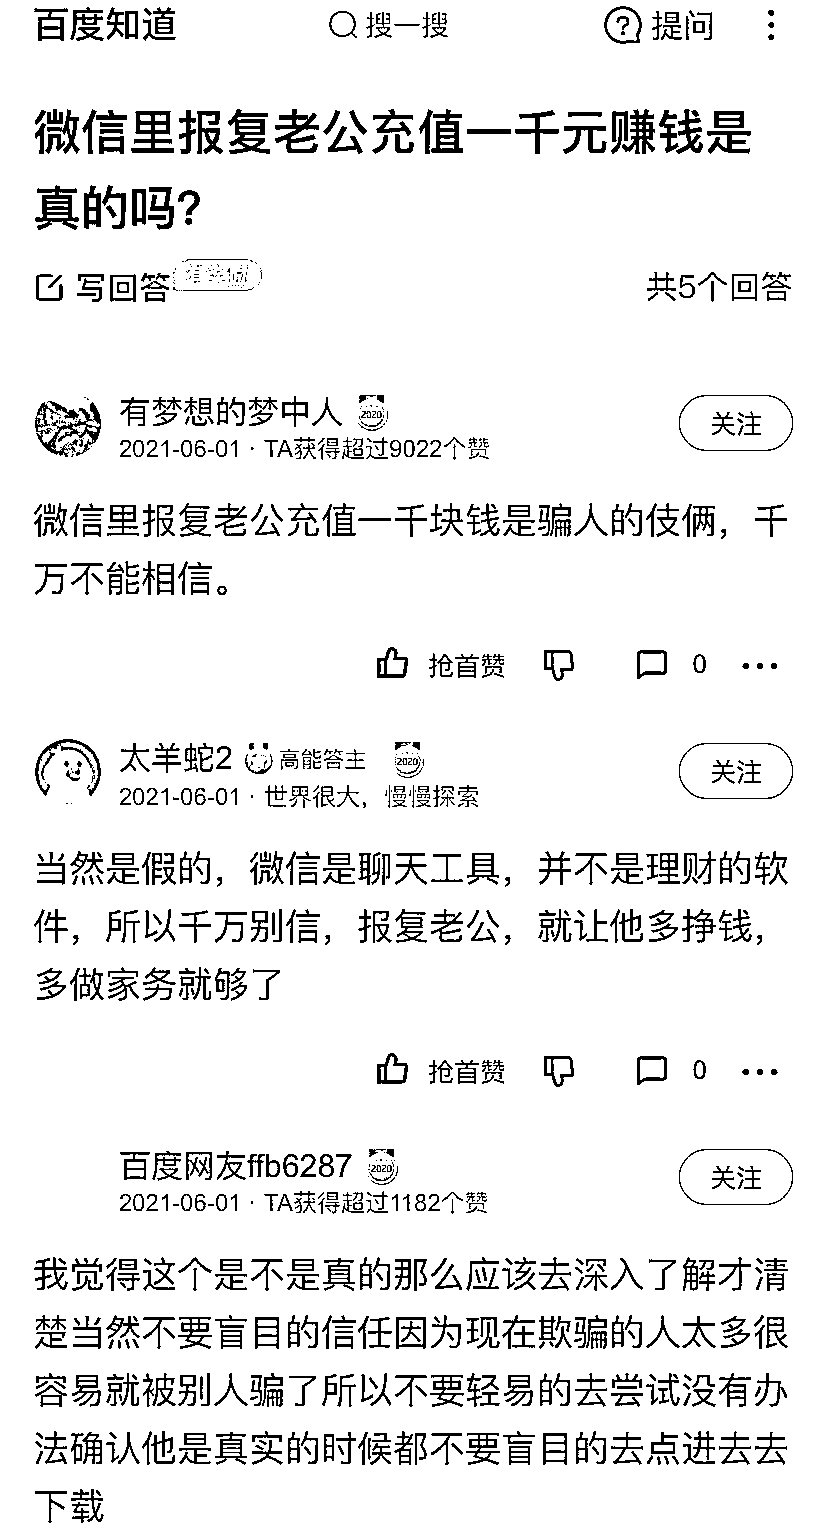 百度知道 搜一搜 提问
微信里报复老公充值一千元赚钱是
真的吗?
写回答 共5个回答
有梦想的梦中人 2020
关注
2021-06-01 · TA获得超过9022个赞
微信里报复老公充值一千块钱是骗人的伎俩，千
万不能相信。
抢首赞 0
太羊蛇2 高能答主 2020
关注
2021-06-01 · 世界很大，慢慢探索
当然是假的，微信是聊天工具，并不是理财的软
件，所以千万别信，报复老公，就让他多挣钱，
多做家务就够了
抢首赞 0
百度网友ffb6287 2020
关注
2021-06-01 · TA获得超过1182个赞
我觉得这个是不是真的那么应该去深入了解才清
楚当然不要盲目的信任因为现在欺骗的人太多很
容易就被别人骗了所以不要轻易的去尝试没有办
法确认他是真实的时候都不要盲目的去点进去去
下载